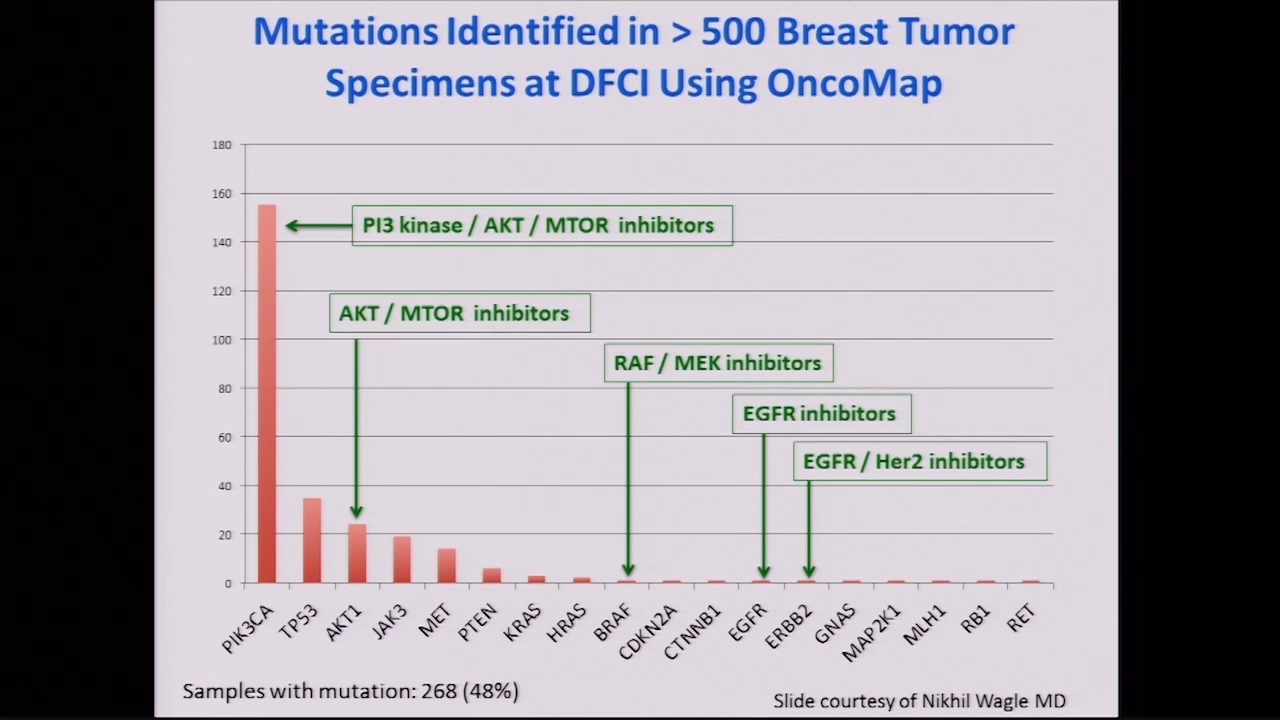 Mutations Identified in > 500 Breast Tumor
Specimens at DFCI Using OncoMap
180
160
140
120
100
80
60
40
20
0
PI3 kinase / AKT / MTOR inhibitors
AKT / MTOR inhibitors
RAF / MEK inhibitors
EGFR inhibitors
EGFR / Her2 inhibitors
PIK3CA
TP53
AKT1
JAK3
MET
PTEN
KRAS
HRAS
BRAF
CDKN2A
CTNNB1
EGFR
ERBB2
GNAS
MAP2K1
MLH1
RB1
RET
Samples with mutation: 268 (48%)
Slide courtesy of Nikhil Wagle MD